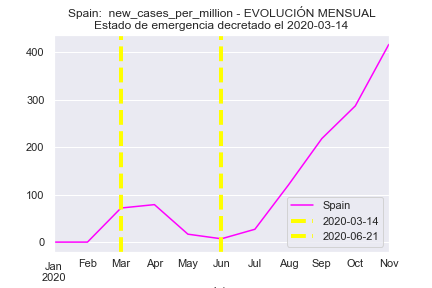 Spain:  new_cases_per_million - EVOLUCIÓN MENSUAL
Estado de emergencia decretado el 2020-03-14
400
300
200
100
0
Spain
2020-03-14
2020-06-21
Jan Feb Mar Apr May Jun Jul Aug Sep Oct Nov
2020